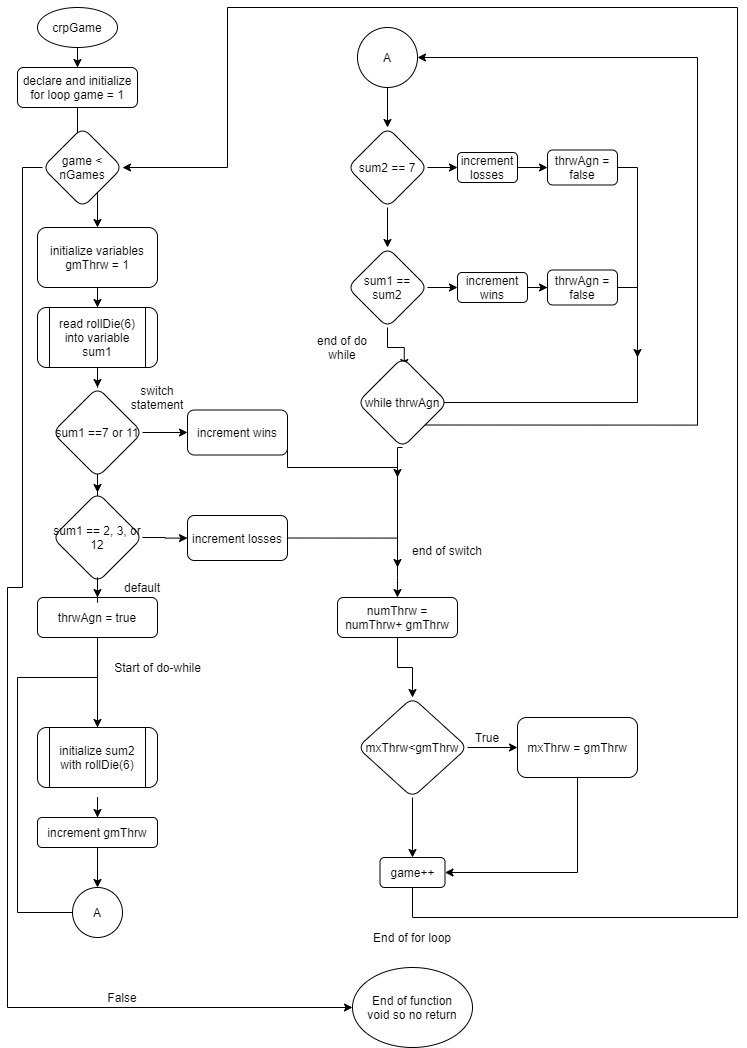 crpGame
declare and initialize
for loop game = 1
game <
nGames
initialize variables
gmThrw = 1
read rollDie(6)
into variable
sum1
switch
statement
sum1 ==7 or 11
increment wins
sum1 == 2, 3, or
12
increment losses
default
thrwAgn = true
Start of do-while
initialize sum2
with rollDie(6)
increment gmThrw
A
False
A
sum2 == 7
increment
losses
thrwAgn =
false
sum1 ==
sum2
increment
wins
thrwAgn =
false
end of do
while
while thrwAgn
end of switch
numThrw =
numThrw+ gmThrw
mxThrw<gmThrw
True
mxThrw = gmThrw
game++
End of for loop
End of function
void so no return